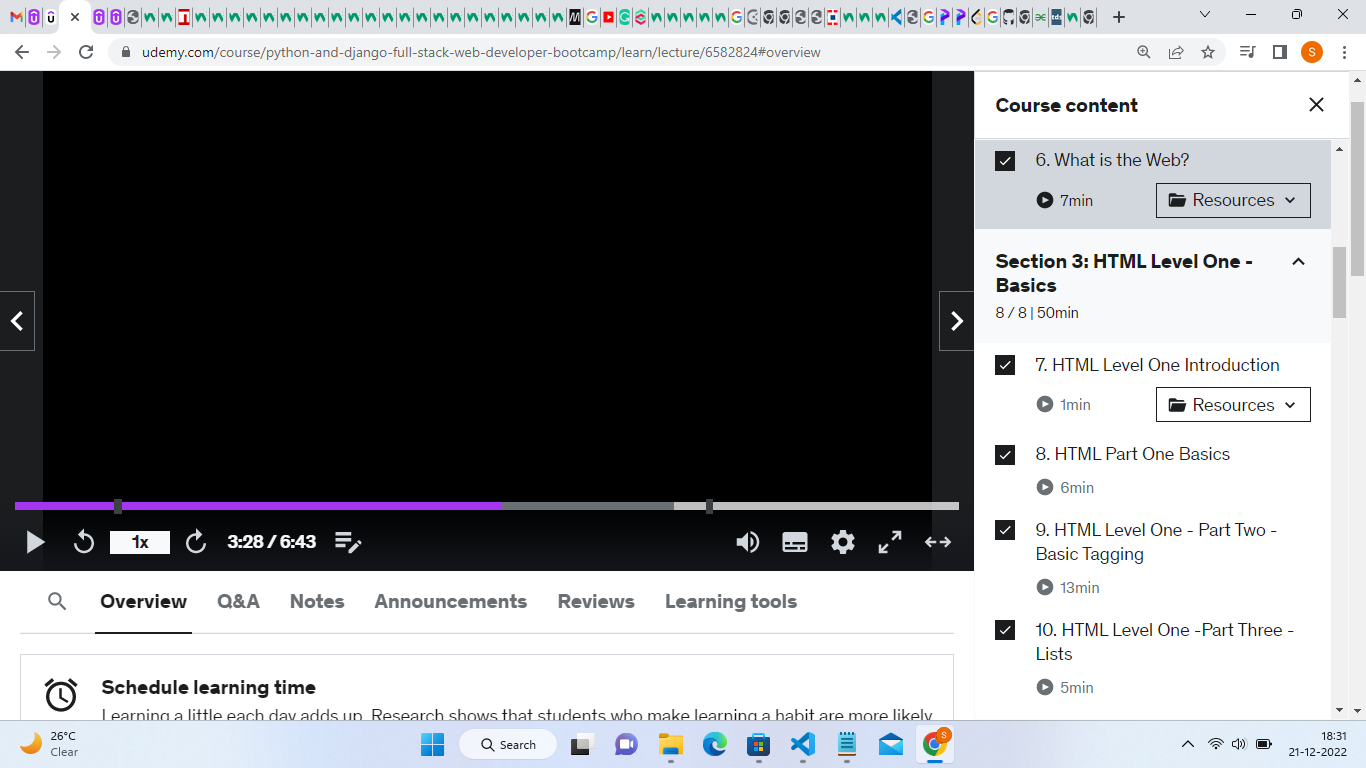 udemy.com/course/python-and-django-full-stack-web-developer-bootcamp/learn/lecture/6582824#overview
S
Course content
6. What is the Web?
7min
Resources
Section 3: HTML Level One -
Basics
8 / 8 | 50min
7. HTML Level One Introduction
1min
Resources
8. HTML Part One Basics
6min
9. HTML Level One - Part Two -
Basic Tagging
13min
10. HTML Level One -Part Three -
Lists
5min
1x
3:28 / 6:43
Overview
Q&A
Notes
Announcements
Reviews
Learning tools
Schedule learning time
Learning a little each day adds up. Research shows that students who make learning a habit are more likely
26°C
Clear
Search
S
18:31
21-12-2022